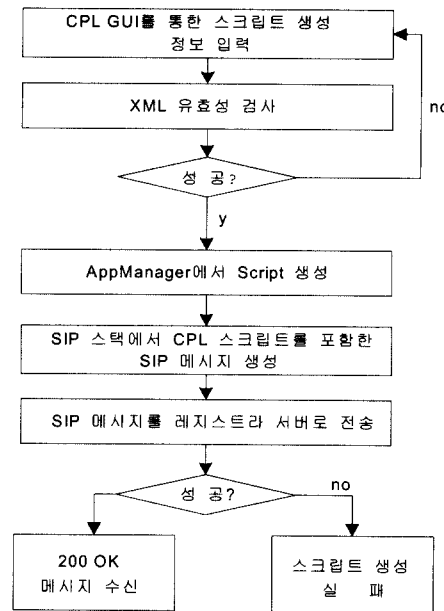 CPL GUI를 통한 스크립트 생성
정보 입력
no
XML 유효성 검사
성 공?
y
AppManager에서 Script 생성
SIP 스택에서 CPL 스크립트를 포함한
SIP 메시지 생성
SIP 메시지를 레지스트라 서버로 전송
성 공?
no
200 OK
메시지 수신
스크립트 생성
실 패